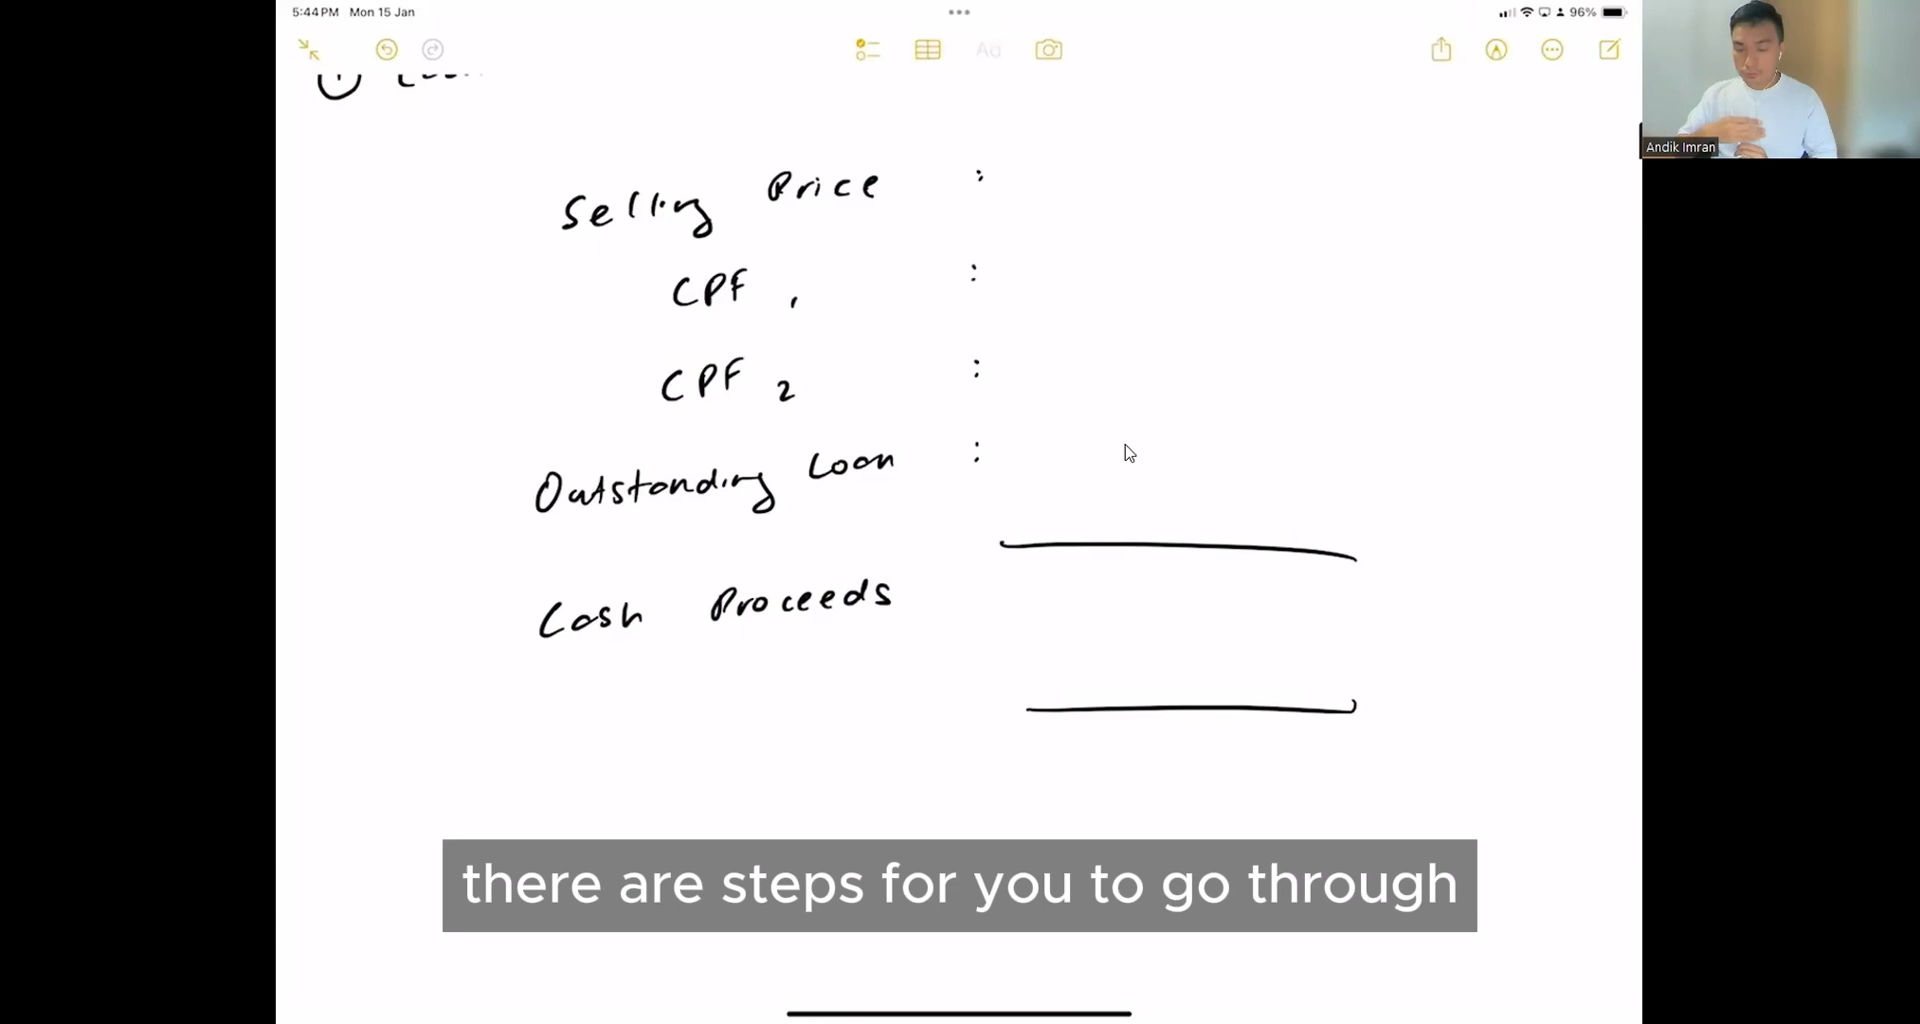 5:44 PM Mon 15 Jan
96%
Ad
Andik Imran
Selling Price :
CPF 1 :
CPF 2 :
Outstanding Loan :
Cash Proceeds
there are steps for you to go through